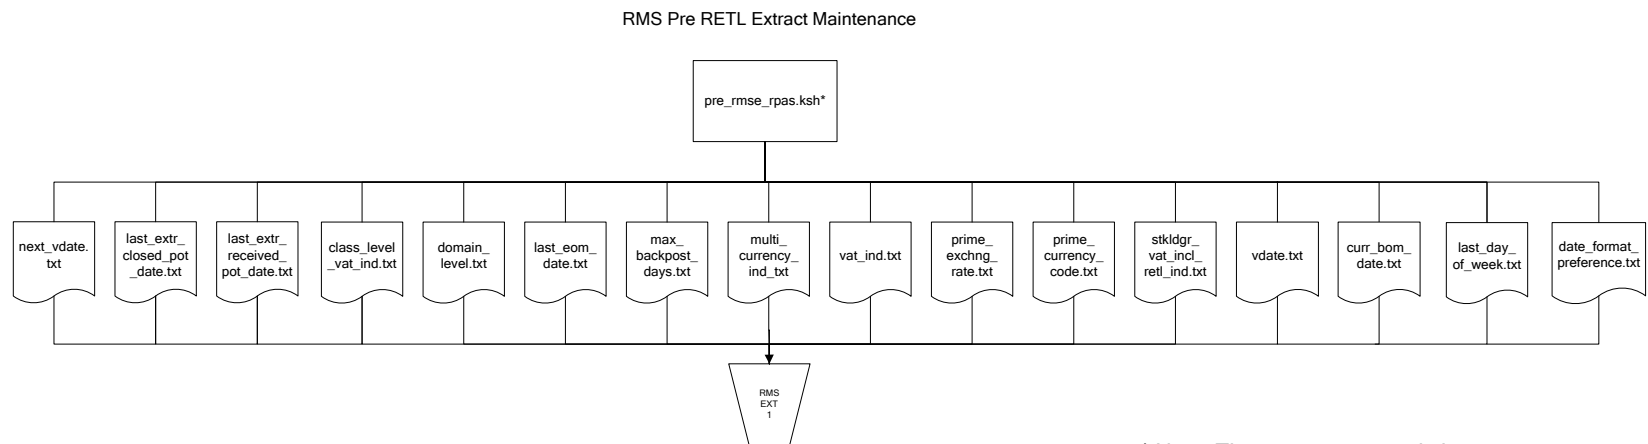 RMS Pre RETL Extract Maintenance
pre_rmse_rpas.ksh*
next_vdate.
txt
last_extr_
closed_pot
_date.txt
last_extr_
received_
pot_date.txt
class_level
_vat_ind.txt
domain_
level.txt
last_eom_
date.txt
max_
backpost_
days.txt
multi_
currency_
ind_txt
vat_ind.txt
prime_
exchng_
rate.txt
prime_
currency_
code.txt
stkldgr_
vat_incl_
retl_ind.txt
vdate.txt
curr_bom_
date.txt
last_day_
of_week.txt
date_format_
preference.txt
RMS
EXT
1